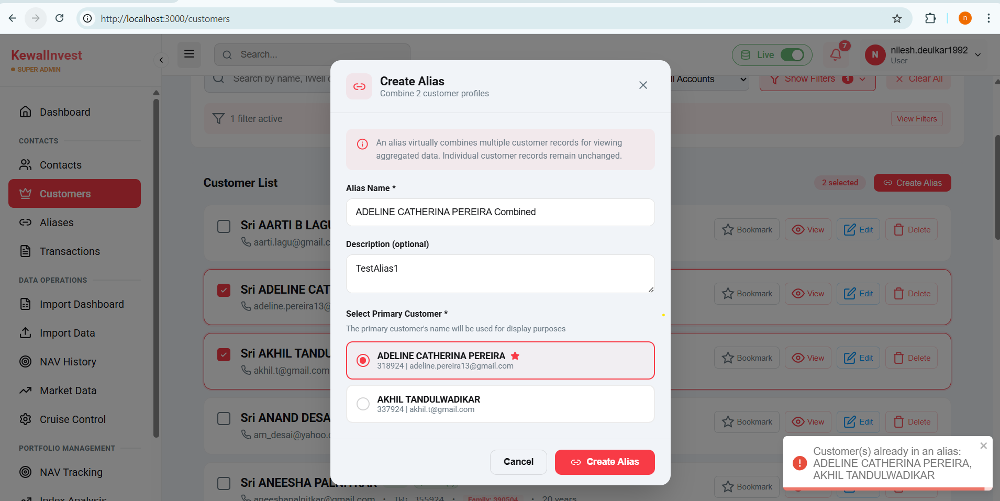 http://localhost:3000/customers
n
KewalInvest
SUPER ADMIN
Search...
Live
7
N
nilesh.deulkar1992
User
Dashboard
CONTACTS
Contacts
Customers
Aliases
Transactions
DATA OPERATIONS
Import Dashboard
Import Data
NAV History
Market Data
Cruise Control
PORTFOLIO MANAGEMENT
NAV Tracking
Index Analysis
Search by name, IWell
Accounts
Show Filters 1
Clear All
1 filter active
View Filters
Customer List
2 selected
Create Alias
Sri AARTI B LAGU
aarti.lagu@gmail.c
Bookmark View Edit Delete
Sri ADELINE CAT
adeline.pereira13@
Bookmark View Edit Delete
Sri AKHIL TANDU
akhil.t@gmail.com
Bookmark View Edit Delete
Sri ANAND DESA
am_desai@yahoo.
Bookmark View Edit Delete
Sri ANEESHA PALNITKAR
aneeshapalnitkar@gmail.com • IW: 355924 • Family: 390504 • 20 years
Bookmark
Create Alias
Combine 2 customer profiles
An alias virtually combines multiple customer records for viewing
aggregated data. Individual customer records remain unchanged.
Alias Name *
ADELINE CATHERINA PEREIRA Combined
Description (optional)
TestAlias1
Select Primary Customer *
The primary customer's name will be used for display purposes
ADELINE CATHERINA PEREIRA
318924 | adeline.pereira13@gmail.com
AKHIL TANDULWADIKAR
337924 | akhil.t@gmail.com
Cancel
Create Alias
Customer(s) already in an alias:
ADELINE CATHERINA PEREIRA,
AKHIL TANDULWADIKAR